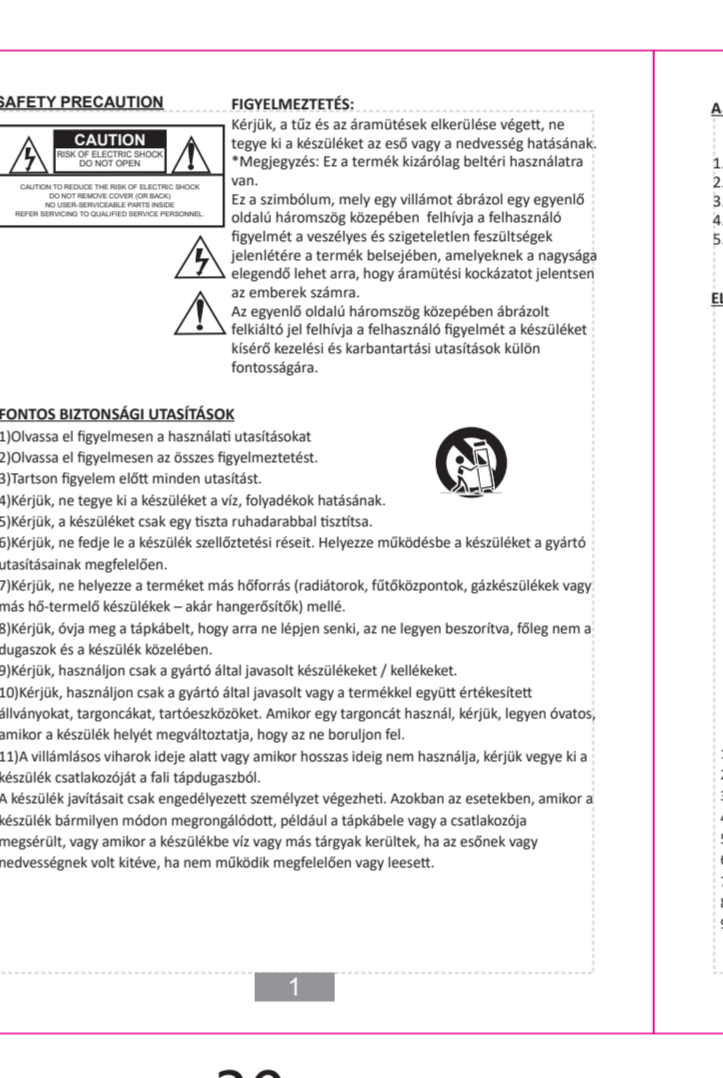 SAFETY PRECAUTION
CAUTION
RISK OF ELECTRIC SHOCK
DO NOT OPEN
CAUTION:TO REDUCE THE RISK OF ELECTRIC SHOCK
DO NOT REMOVE COVER (OR BACK)
NO USER-SERVICEABLE PARTS INSIDE
REFER SERVICING TO QUALIFIED SERVICE PERSONNEL.
FIGYELMEZTETÉS:
Kérjük, a tűz és az áramütések elkerülése végett, ne
tegye ki a készüléket az eső vagy a nedvesség hatásának.
*Megjegyzés: Ez a termék kizárólag beltéri használatra
van.
Ez a szimbólum, mely egy villámot ábrázol egy egyenlő
oldalú háromszög közepében felhívja a felhasználó
figyelmét a veszélyes és szigeteletlen feszültségek
jelenlétére a termék belsejében, amelyeknek a nagysága
elegendő lehet arra, hogy áramütési kockázatot jelentsen
az emberek számra.
Az egyenlő oldalú háromszög közepében ábrázolt
felkiáltó jel felhívja a felhasználó figyelmét a készüléket
kísérő kezelési és karbantartási utasítások külön
fontosságára.
FONTOS BIZTONSÁGI UTASÍTÁSOK
1)Olvassa el figyelmesen a használati utasításokat
2)Olvassa el figyelmesen az összes figyelmeztetést.
3)Tartson figyelem előtt minden utasítást.
4)Kérjük, ne tegye ki a készüléket a víz, folyadékok hatásának.
5)Kérjük, a készüléket csak egy tiszta ruhadarabbal tisztítsa.
6)Kérjük, ne fedje le a készülék szellőztetési réseit. Helyezze működésbe a készüléket a gyártó
utasításainak megfelelően.
7)Kérjük, ne helyezze a terméket más hőforrás (radiátorok, fűtőközpontok, gázkészülékek vagy
más hő-termelő készülékek – akár hangerősítők) mellé.
8)Kérjük, óvja meg a tápkábelt, hogy arra ne lépjen senki, az ne legyen beszorítva, főleg nem a
dugaszok és a készülék közelében.
9)Kérjük, használjon csak a gyártó által javasolt készülékeket / kellékeket.
10)Kérjük, használjon csak a gyártó által javasolt vagy a termékkel együtt értékesített
állványokat, targoncákat, tartóeszközöket. Amikor egy targoncát használ, kérjük, legyen óvatos,
amikor a készülék helyét megváltoztatja, hogy az ne boruljon fel.
11)A villámlásos viharok ideje alatt vagy amikor hosszas ideig nem használja, kérjük vegye ki a
készülék csatlakozóját a fali tápdugaszból.
A készülék javításait csak engedélyezett személyzet végezheti. Azokban az esetekben, amikor a
készülék bármilyen módon megrongálódott, például a tápkábele vagy a csatlakozója
megsérült, vagy amikor a készülékbe víz vagy más tárgyak kerültek, ha az esőnek vagy
nedvességnek volt kitéve, ha nem működik megfelelően vagy leesett.
1
1.
2.
3.
4.
5.